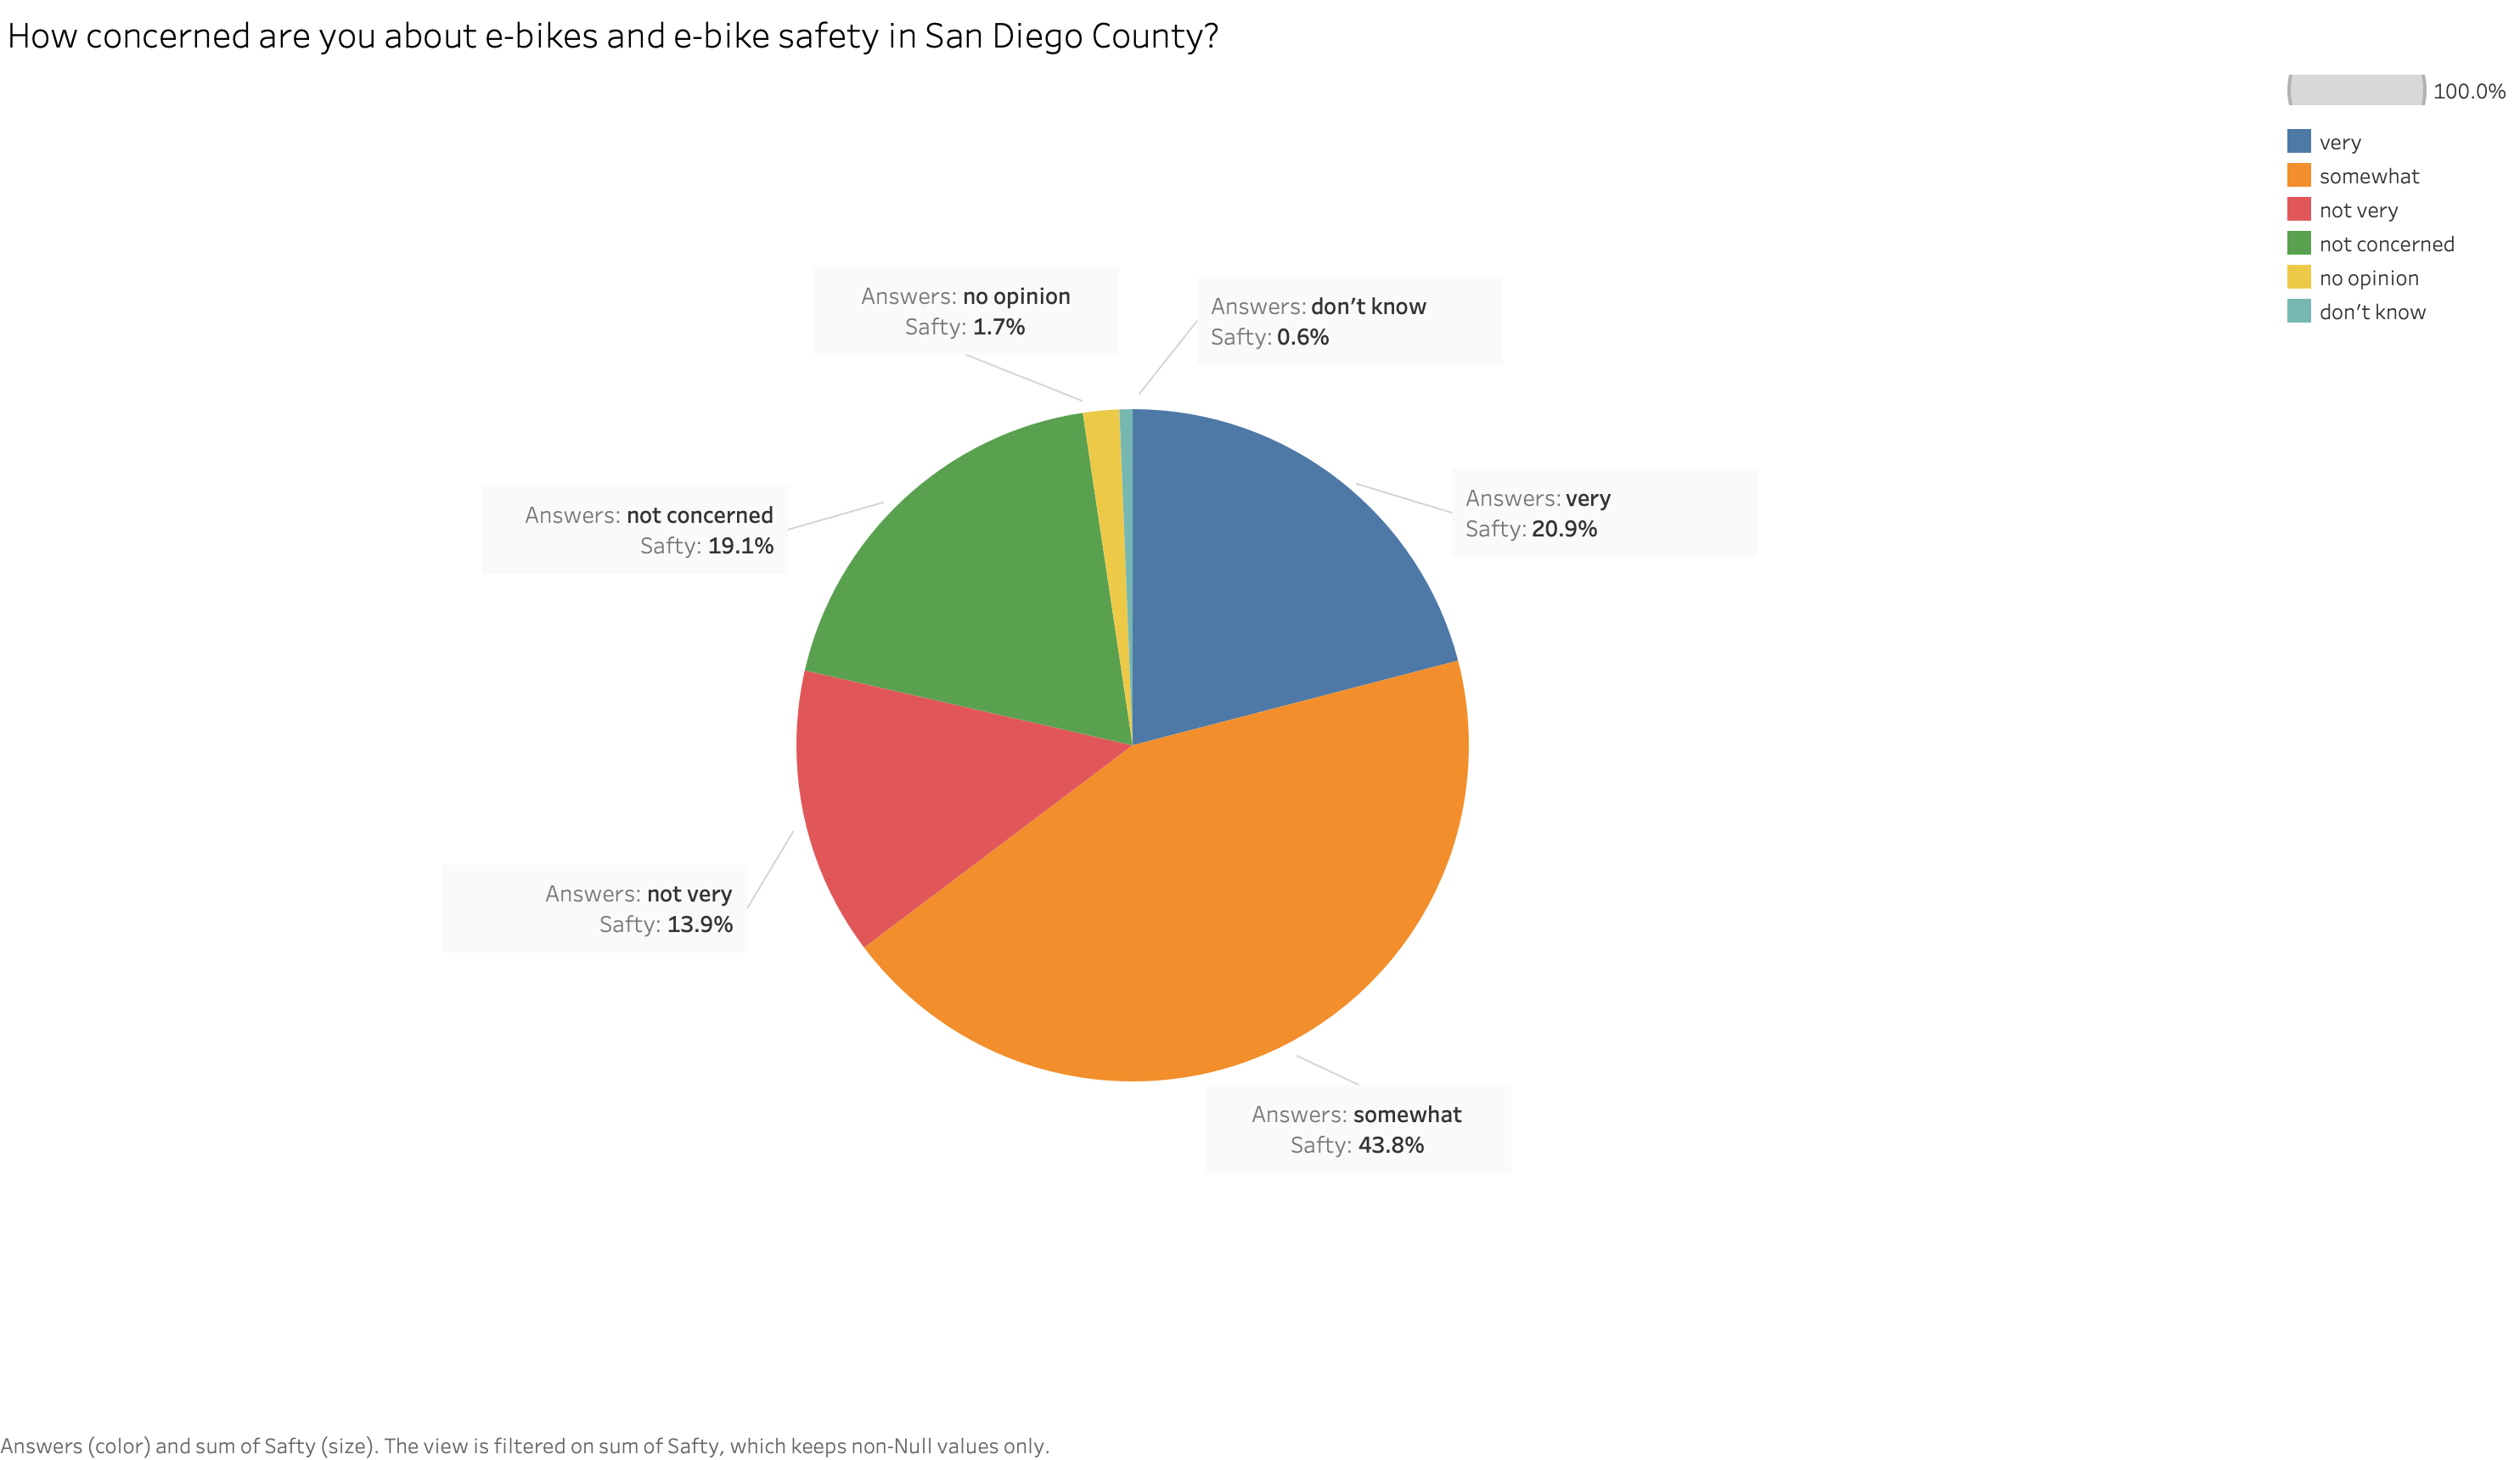 How concerned are you about e-bikes and e-bike safety in San Diego County?
100.0%
very
somewhat
not very
not concerned
no opinion
don’t know
Answers: no opinion
Safty: 1.7%
Answers: don’t know
Safty: 0.6%
Answers: very
Safty: 20.9%
Answers: not concerned
Safty: 19.1%
Answers: not very
Safty: 13.9%
Answers: somewhat
Safty: 43.8%
Answers (color) and sum of Safty (size). The view is filtered on sum of Safty, which keeps non-Null values only.